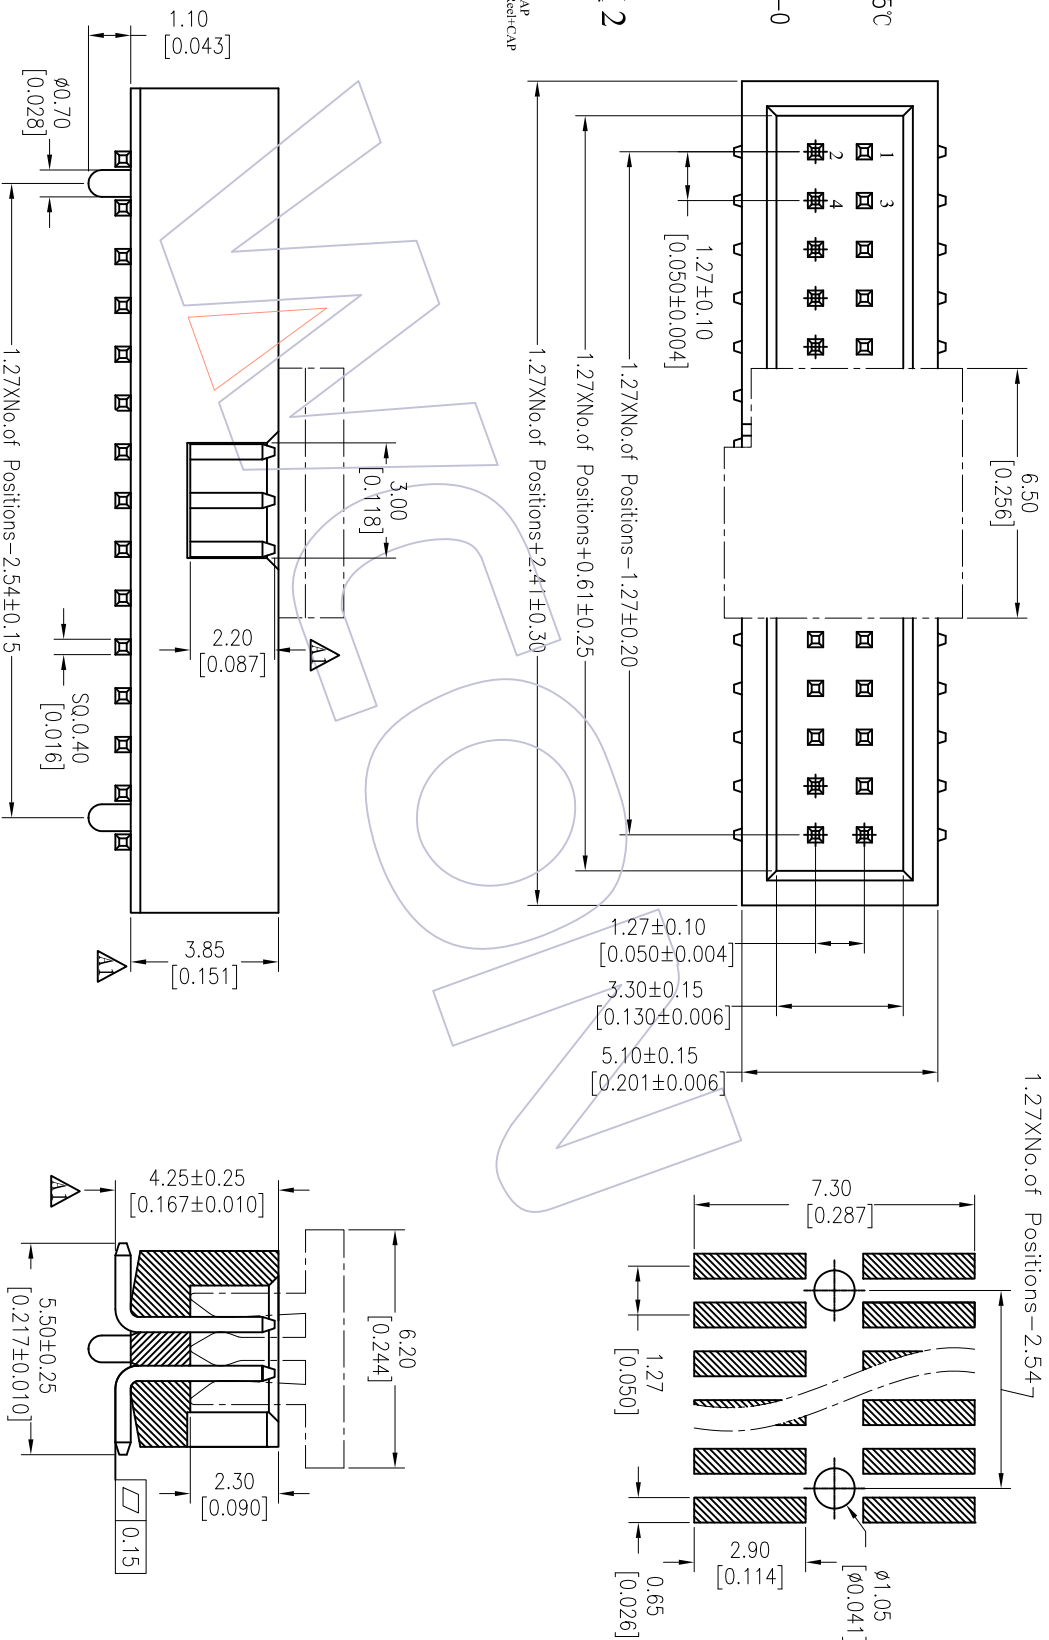 5℃
-0
2
AP
Reel+CAP
1.10
[0.043]
ø0.70
[0.028]
1
2
3
4
1.27±0.10
[0.050±0.004]
1.27XNo.of Positions-1.27±0.20
1.27XNo.of Positions+0.61±0.25
1.27XNo.of Positions+2.41±0.30
6.50
[0.256]
3.00
[0.118]
2.20
[0.087]
A1
SQ.0.40
[0.016]
1.27XNo.of Positions-2.54±0.15
3.85
[0.151]
A1
1.27±0.10
[0.050±0.004]
3.30±0.15
[0.130±0.006]
5.10±0.15
[0.201±0.006]
WCON
1.27XNo.of Positions-2.54
7.30
[0.287]
1.27
[0.050]
2.90
[0.114]
0.65
[0.026]
ø1.05
[ø0.041]
4.25±0.25
[0.167±0.010]
A1
6.20
[0.244]
5.50±0.25
[0.217±0.010]
2.30
[0.090]
0.15